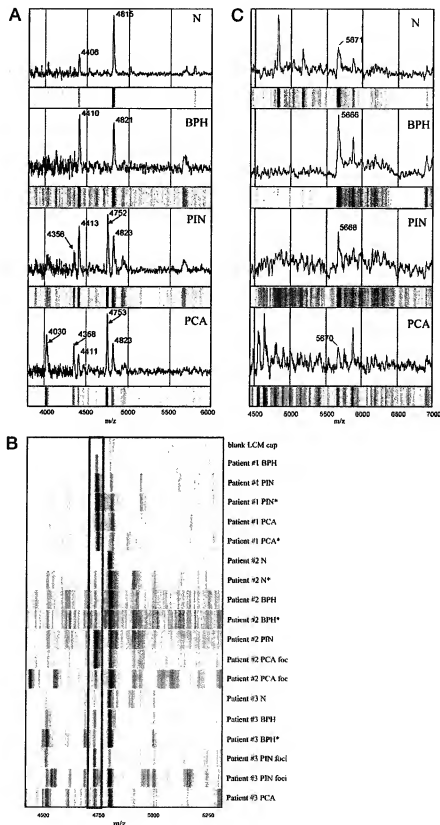 A
N
4406
4815
BPH
4410
4821
PIN
4356
4413
4752
4823
PCA
4030
4368
4411
4753
4823
4000 4500 5000 5500 6000
m/z
C
N
5671
BPH
5666
PIN
5668
PCA
5670
4500 5000 5500 6000 6500 7000
m/z
B
blank LCM cap
Patient #1 BPH
Patient #1 PIN
Patient #1 PIN*
Patient #1 PCA
Patient #1 PCA*
Patient #2 N
Patient #2 N*
Patient #2 BPH
Patient #2 BPH*
Patient #2 PIN
Patient #2 PCA foc
Patient #2 PCA foc
Patient #3 N
Patient #3 BPH
Patient #3 BPH*
Patient #3 PIN foci
Patient #3 PIN foci
Patient #3 PCA
4500 4750 5000 5250
m/z